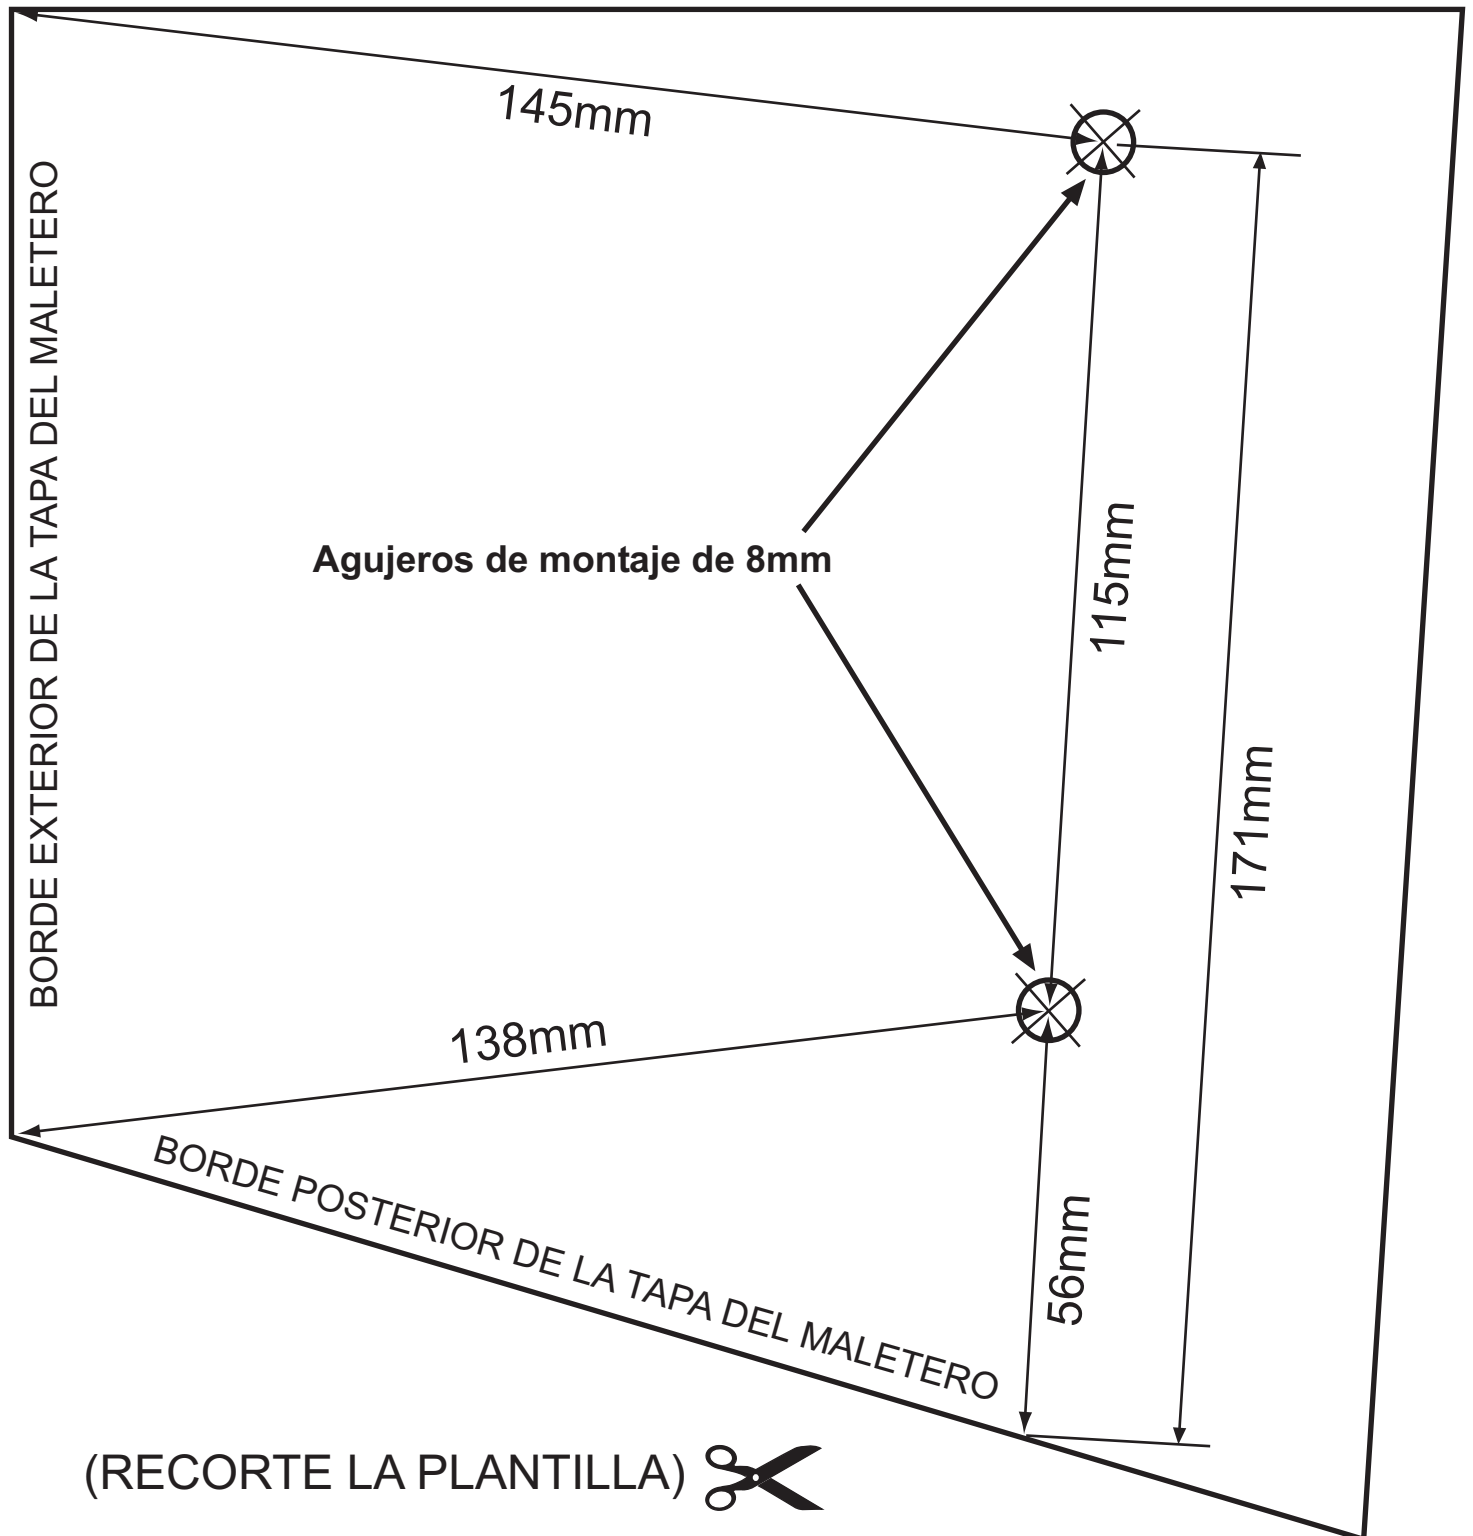 145mm
BORDE EXTERIOR DE LA TAPA DEL MALETERO
Agujeros de montaje de 8mm
115mm
171mm
138mm
BORDE POSTERIOR DE LA TAPA DEL MALETERO
56mm
(RECORTE LA PLANTILLA)